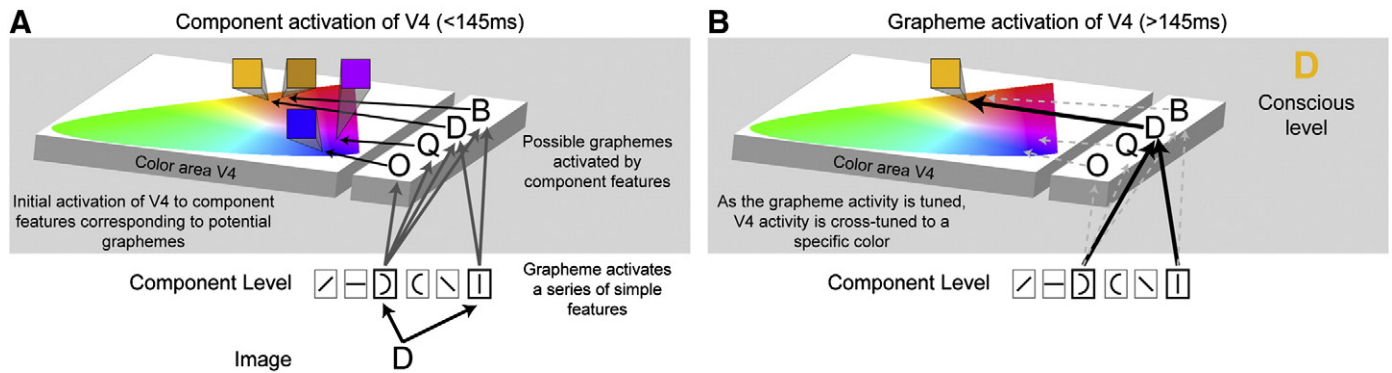 A
Component activation of V4 (<145ms)
B
D
Q
O
Color area V4
Possible graphemes
activated by
component features
Initial activation of V4 to component
features corresponding to potential
graphemes
Component Level
Grapheme activates
a series of simple
features
Image
D
B
Grapheme activation of V4 (>145ms)
D
Conscious
level
B
D
Q
O
Color area V4
As the grapheme activity is tuned,
V4 activity is cross-tuned to a
specific color
Component Level